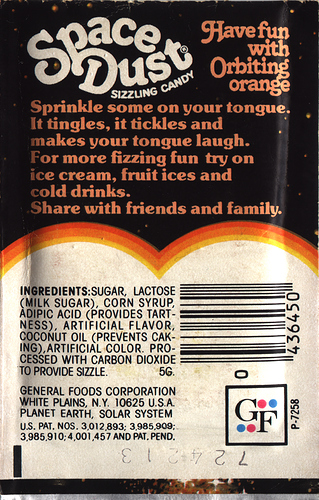 Space
Dust®
SIZZLING CANDY
Have fun
with
Orbiting
orange
Sprinkle some on your tongue.
It tingles, it tickles and
makes your tongue laugh.
For more fizzing fun try on
ice cream, fruit ices and
cold drinks.
Share with friends and family.
INGREDIENTS:SUGAR, LACTOSE
(MILK SUGAR), CORN SYRUP,
ADIPIC ACID (PROVIDES TART-
NESS), ARTIFICIAL FLAVOR,
COCONUT OIL (PREVENTS CAK-
ING), ARTIFICIAL COLOR. PRO-
CESSED WITH CARBON DIOXIDE
TO PROVIDE SIZZLE. 5G.
GENERAL FOODS CORPORATION
WHITE PLAINS, N.Y. 10625 U.S.A.
PLANET EARTH, SOLAR SYSTEM
U.S. PAT. NOS. 3,012,893; 3,985,909;
3,985,910; 4,001,457 AND PAT. PEND.
0
436450
GF
P-7258